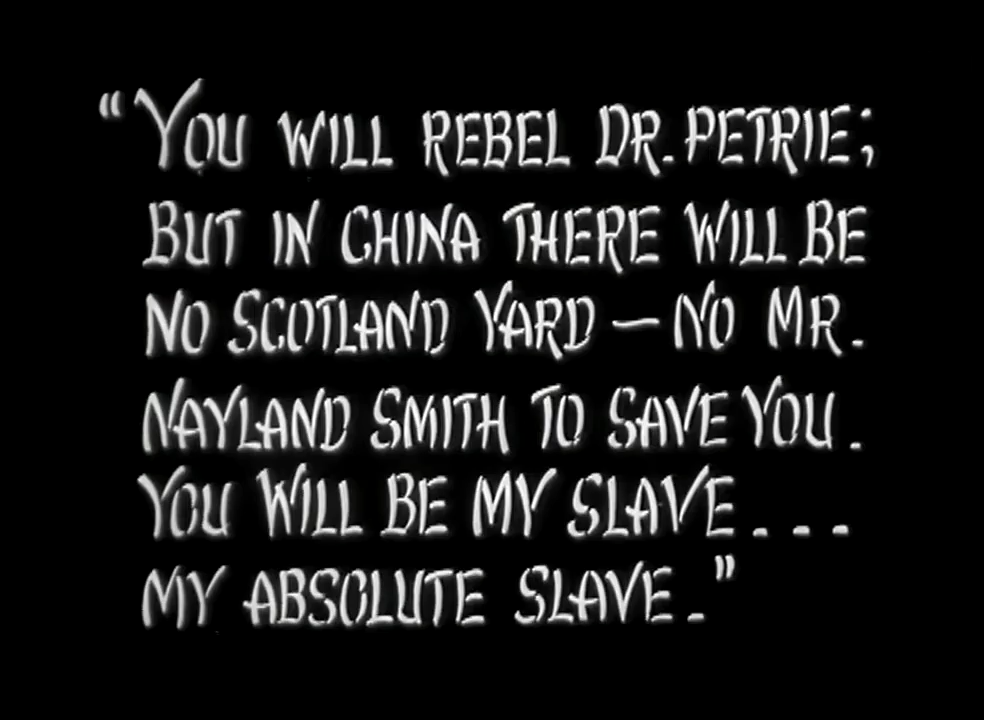 “YOU WILL REBEL DR. PETRIE;
BUT IN CHINA THERE WILL BE
NO SCOTLAND YARD — NO MR.
NAYLAND SMITH TO SAVE YOU.
YOU WILL BE MY SLAVE...
MY ABSOLUTE SLAVE.”